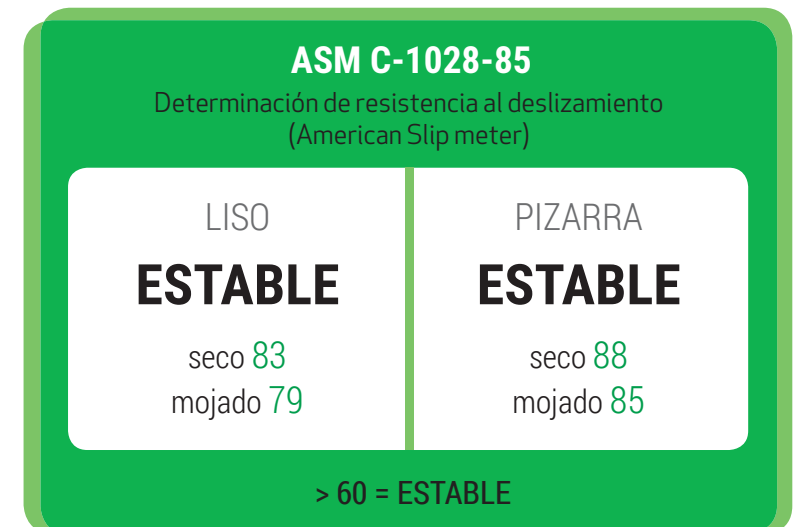 ASM C-1028-85
Determinación de resistencia al deslizamiento
(American Slip meter)
LISO
ESTABLE
seco 83
mojado 79
PIZARRA
ESTABLE
seco 88
mojado 85
> 60 = ESTABLE